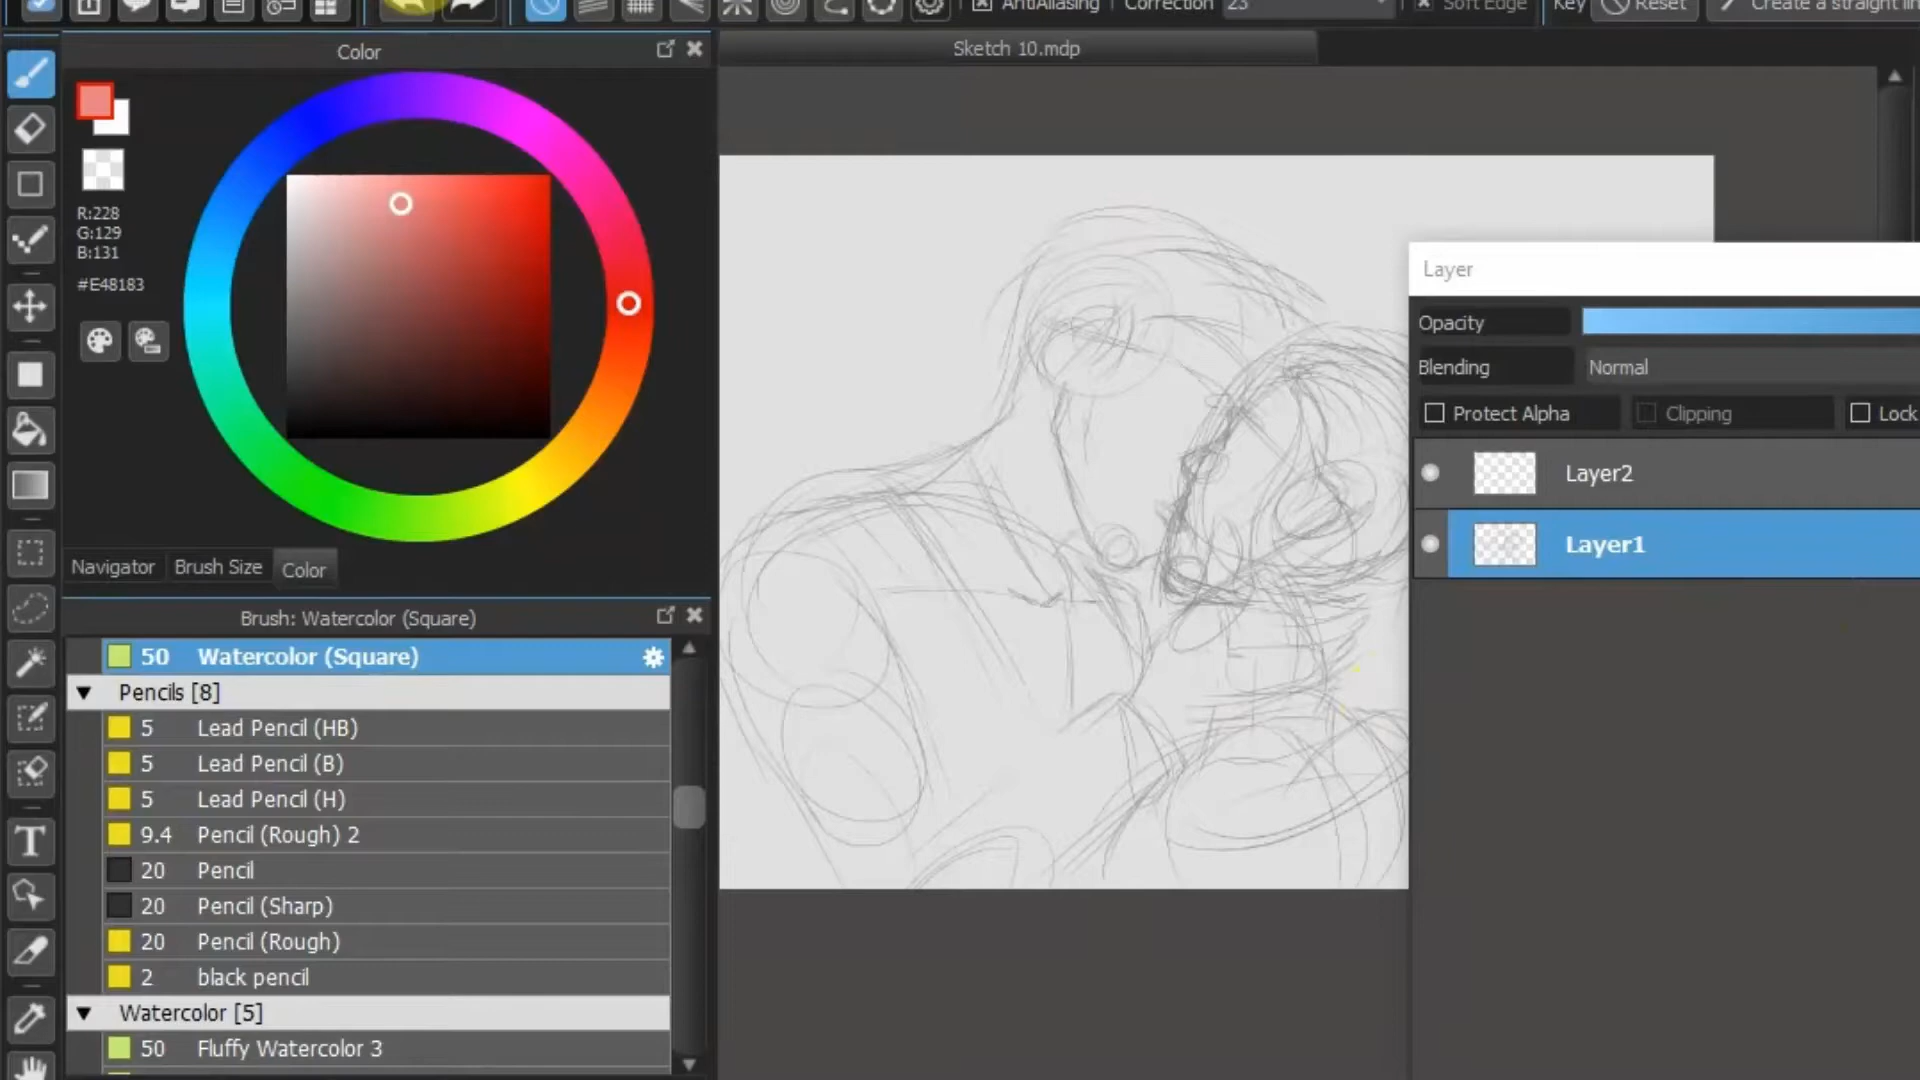 AntiAliasing
Correction
23
Soft Edge
Key
Reset
Create a straight lin
Color
Sketch 10.mdp
R:228
G:129
B:131
#E48183
Layer
Opacity
Blending
Normal
Protect Alpha
Clipping
Lock
Layer2
Layer1
Navigator
Brush Size
Color
Brush: Watercolor (Square)
50 Watercolor (Square)
Pencils [8]
5 Lead Pencil (HB)
5 Lead Pencil (B)
5 Lead Pencil (H)
9.4 Pencil (Rough) 2
20 Pencil
20 Pencil (Sharp)
20 Pencil (Rough)
2 black pencil
Watercolor [5]
50 Fluffy Watercolor 3
T